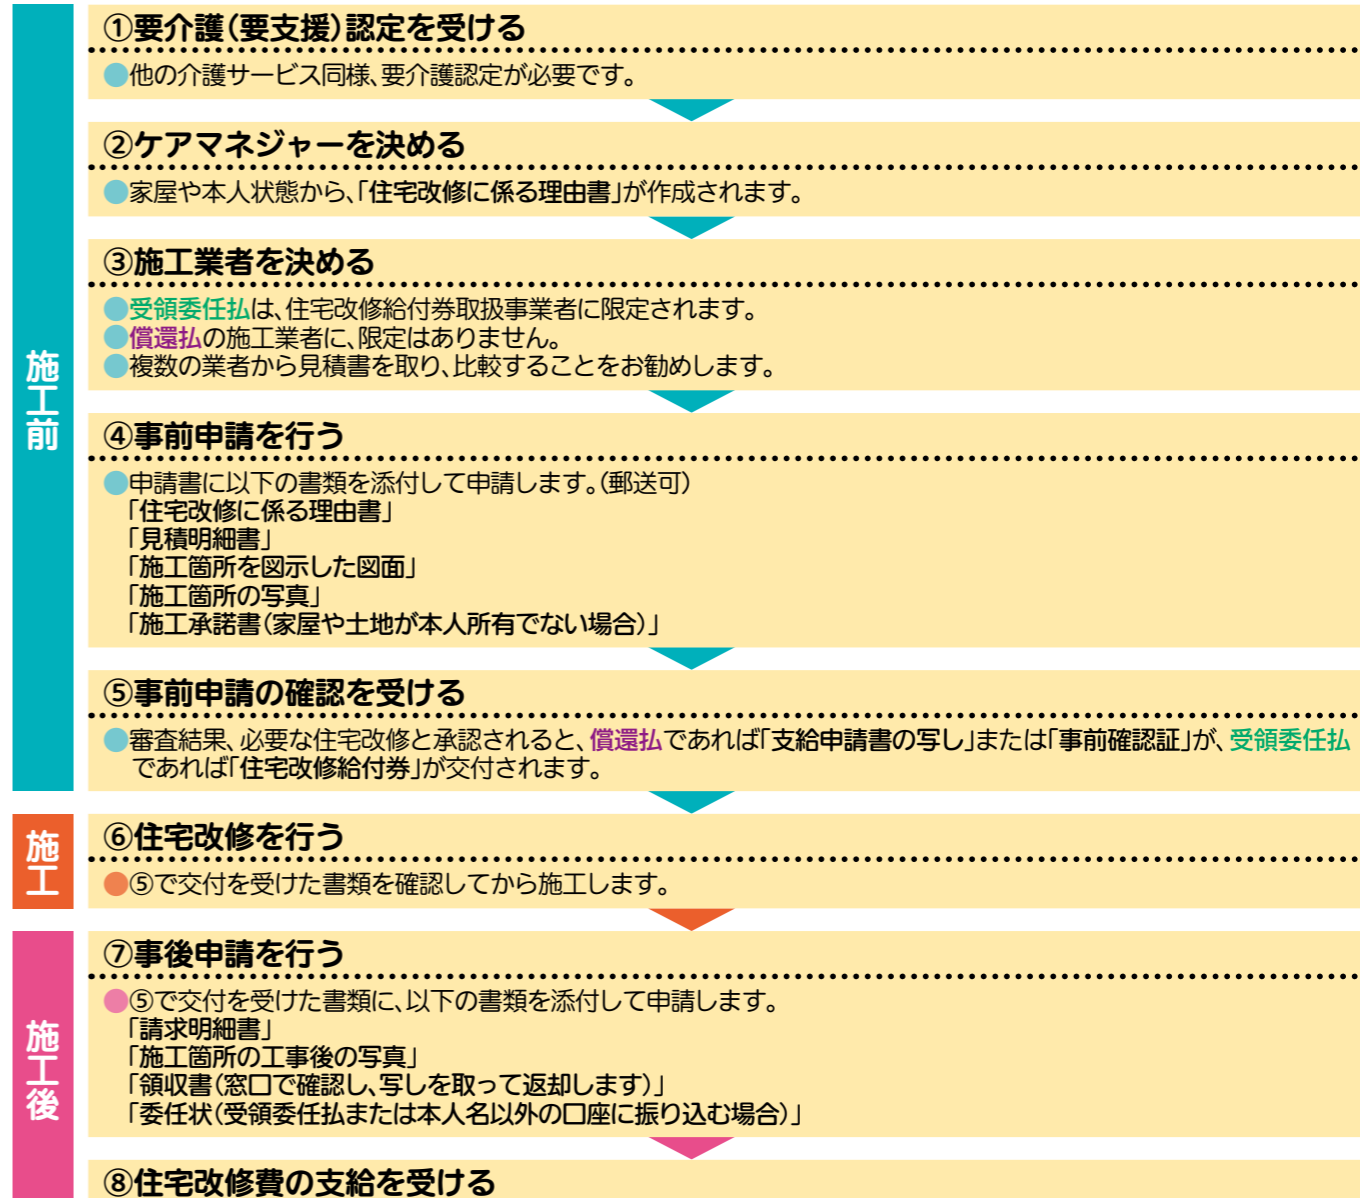 施工前
①要介護(要支援)認定を受ける
●他の介護サービス同様、要介護認定が必要です。
②ケアマネジャーを決める
●家屋や本人状態から、「住宅改修に係る理由書」が作成されます。
③施工業者を決める
●受領委任払は、住宅改修給付券取扱事業者に限定されます。
●償還払の施工業者に、限定はありません。
●複数の業者から見積書を取り、比較することをお勧めします。
④事前申請を行う
●申請書に以下の書類を添付して申請します。(郵送可)
「住宅改修に係る理由書」
「見積明細書」
「施工箇所を図示した図面」
「施工箇所の写真」
「施工承諾書(家屋や土地が本人所有でない場合)」
⑤事前申請の確認を受ける
●審査結果、必要な住宅改修と承認されると、償還払であれば「支給申請書の写し」または「事前確認証」が、受領委任払
であれば「住宅改修給付券」が交付されます。
施工
⑥住宅改修を行う
●⑤で交付を受けた書類を確認してから施工します。
施工後
⑦事後申請を行う
●⑤で交付を受けた書類に、以下の書類を添付して申請します。
「請求明細書」
「施工箇所の工事後の写真」
「領収書(窓口で確認し、写しを取って返却します)」
「委任状(受領委任払または本人名以外の口座に振り込む場合)」
⑧住宅改修費の支給を受ける